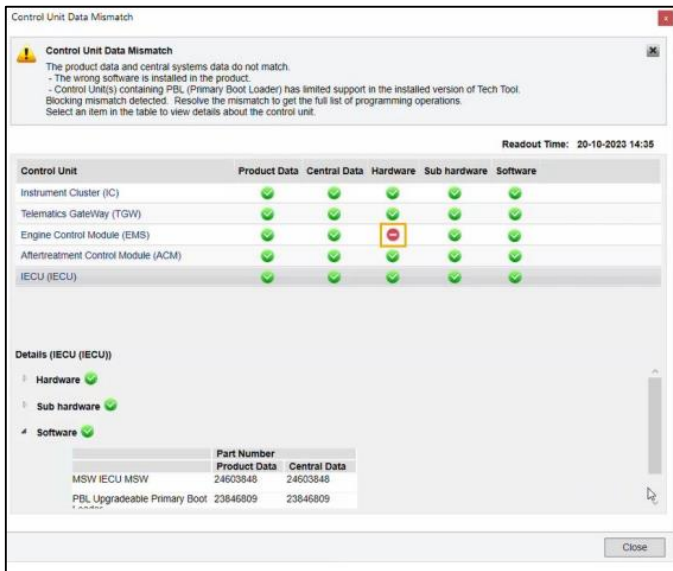 Control Unit Data Mismatch
x
Control Unit Data Mismatch
The product data and central systems data do not match.
- The wrong software is installed in the product.
- Control Unit(s) containing PBL (Primary Boot Loader) has limited support in the installed version of Tech Tool.
Blocking mismatch detected. Resolve the mismatch to get the full list of programming operations.
Select an item in the table to view details about the control unit.
Readout Time: 20-10-2023 14:35
Control Unit Product Data Central Data Hardware Sub hardware Software
Instrument Cluster (IC)
Telematics GateWay (TGW)
Engine Control Module (EMS)
Aftertreatment Control Module (ACM)
IECU (IECU)
Details (IECU (IECU))
Hardware
Sub hardware
Software
Part Number
Product Data Central Data
MSW IECU MSW 24603848 24603848
PBL Upgradeable Primary Boot 23846809 23846809
Close